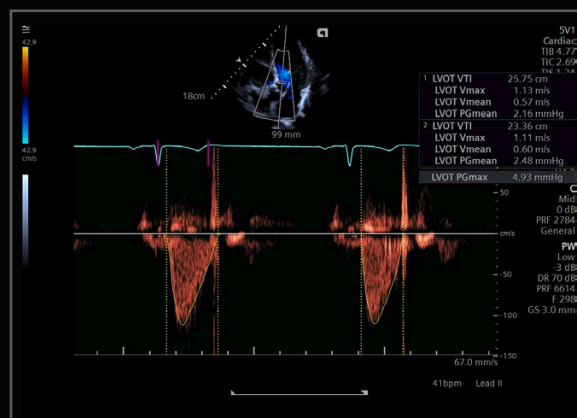 5V1
Cardiac
42.9
TIB 4.77
TIC 2.69
18cm
1 LVOT VTI 25.75 cm
LVOT Vmax 1.13 m/s
LVOT Vmean 0.57 m/s
LVOT PGmean 2.16 mmHg
2 LVOT VTI 23.36 cm
LVOT Vmax 1.11 m/s
LVOT Vmean 0.60 m/s
LVOT PGmean 2.48 mmHg
LVOT PGmax 4.93 mmHg
99 mm
42.9
cm/s
C
Mid
0 dB
PRF 2784
General
50
cm/s
PW
Low
-3 dB
DR 70 dB
PRF 6614
F 298
GS 3.0 mm
-50
-100
-150
67.0 mm/s
41bpm Lead II